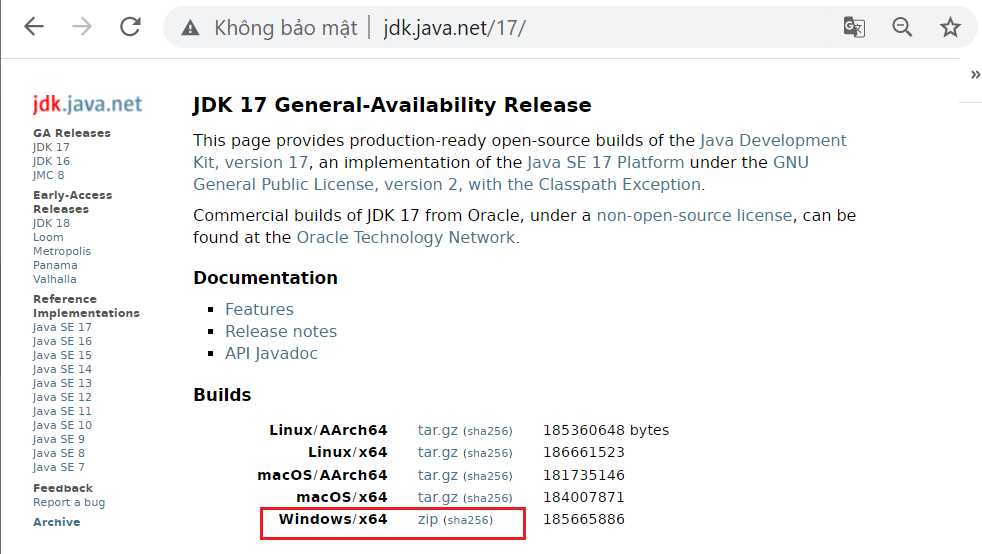 Không bảo mật | jdk.java.net/17/
»
jdk.java.net
GA Releases
JDK 17
JDK 16
JMC 8
Early-Access
Releases
JDK 18
Loom
Metropolis
Panama
Valhalla
Reference
Implementations
Java SE 17
Java SE 16
Java SE 15
Java SE 14
Java SE 13
Java SE 12
Java SE 11
Java SE 10
Java SE 9
Java SE 8
Java SE 7
Feedback
Report a bug
Archive
JDK 17 General-Availability Release
This page provides production-ready open-source builds of the Java Development
Kit, version 17, an implementation of the Java SE 17 Platform under the GNU
General Public License, version 2, with the Classpath Exception.
Commercial builds of JDK 17 from Oracle, under a non-open-source license, can be
found at the Oracle Technology Network.
Documentation
▪ Features
▪ Release notes
▪ API Javadoc
Builds
Linux/AArch64 tar.gz (sha256) 185360648 bytes
Linux/x64 tar.gz (sha256) 186661523
macOS/AArch64 tar.gz (sha256) 181735146
macOS/x64 tar.gz (sha256) 184007871
Windows/x64 zip (sha256) 185665886